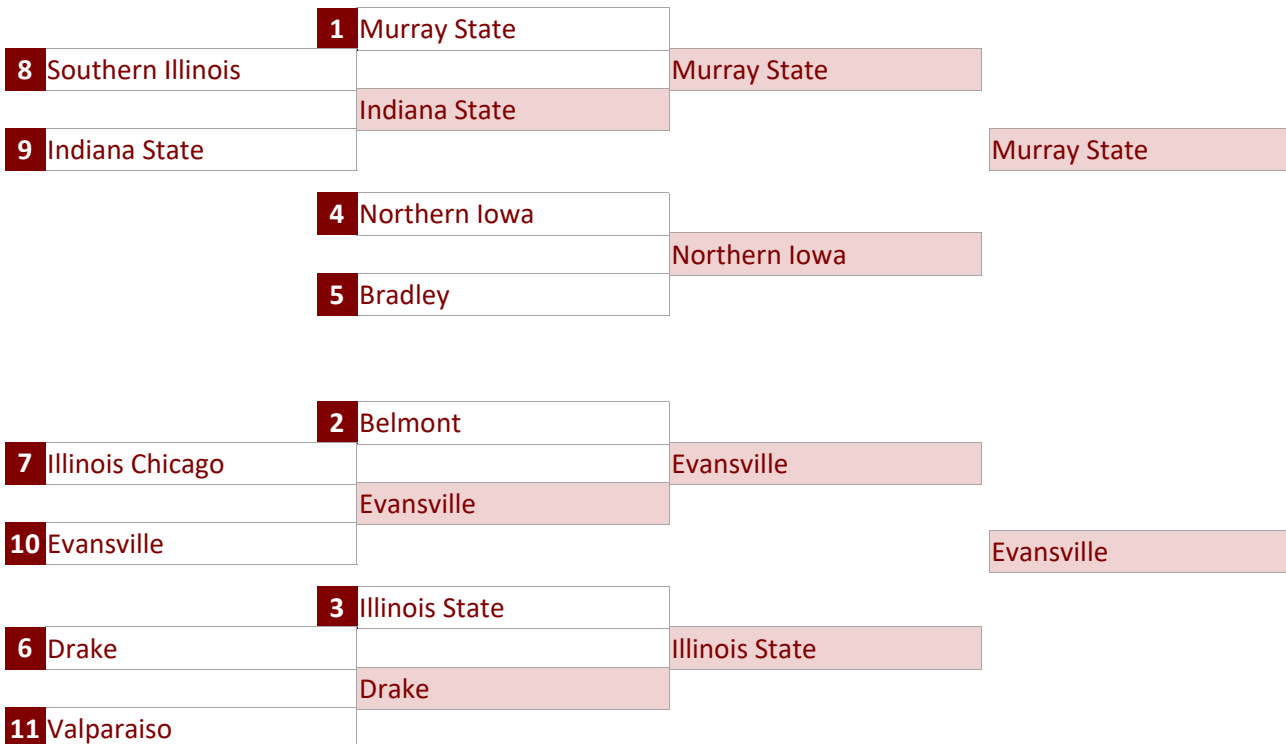 1 Murray State
8 Southern Illinois
Murray State
Indiana State
9 Indiana State
Murray State
4 Northern Iowa
Northern Iowa
5 Bradley
2 Belmont
7 Illinois Chicago
Evansville
Evansville
10 Evansville
Evansville
3 Illinois State
6 Drake
Illinois State
Drake
11 Valparaiso